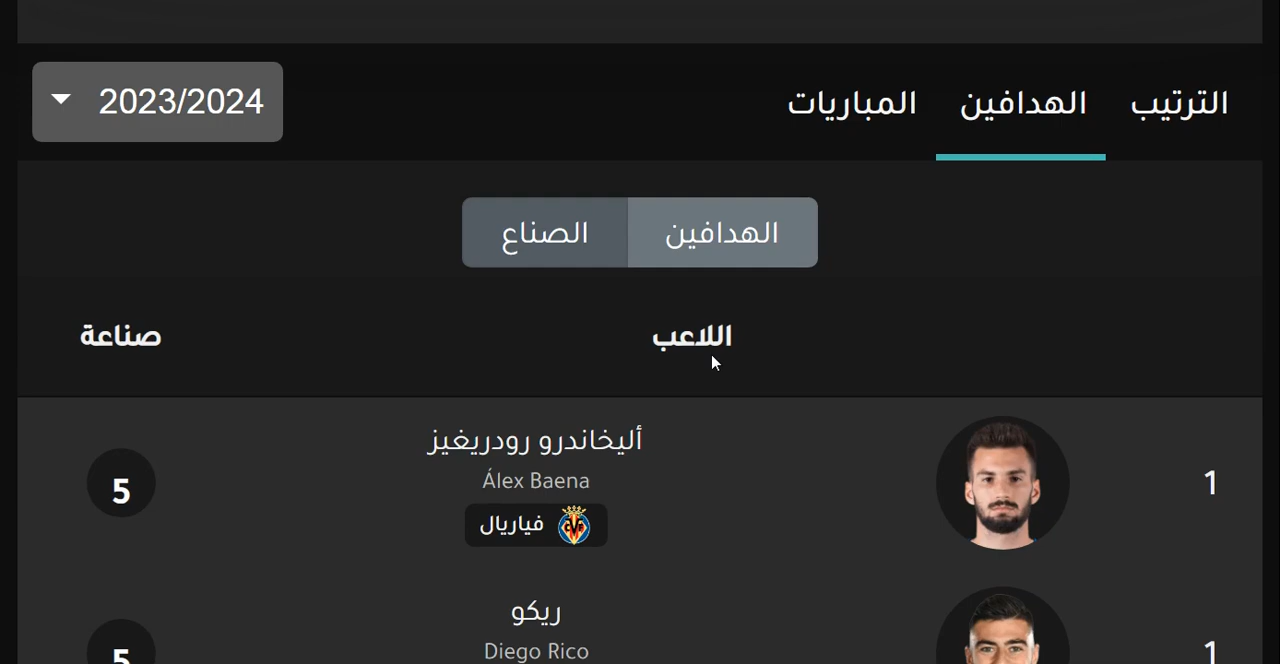 الترتيب
الهدافين
المباريات
2023/2024
الهدافين
الصناع
اللاعب
صناعة
1
أليخاندرو رودريغيز
Álex Baena
فياريال
5
1
ريكو
Diego Rico
5